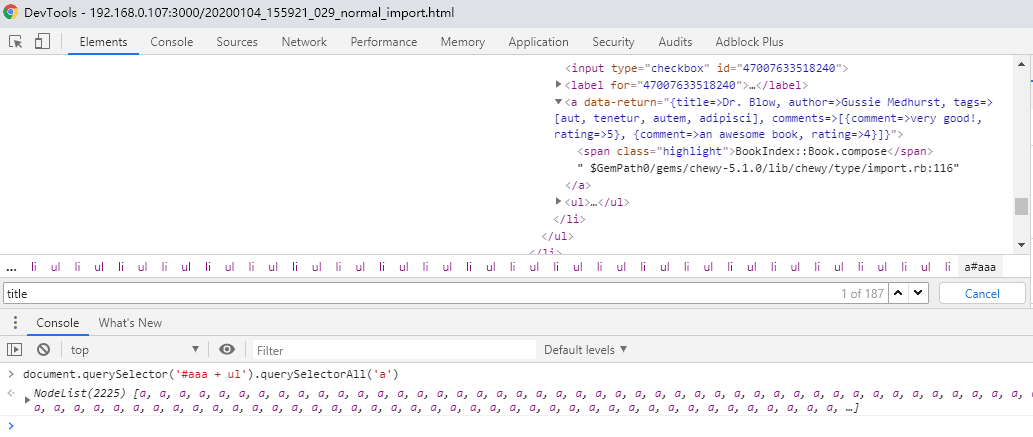 DevTools - 192.168.0.107:3000/20200104_155921_029_normal_import.html
Elements Console Sources Network Performance Memory Application Security Audits Adblock Plus
<input type="checkbox" id="47007633518240">
▶<label for="47007633518240">…</label>
▼<a data-return="{title=>Dr. Blow, author=>Gussie Medhurst, tags=>
[aut, tenetur, autem, adipisci], comments=>[{comment=>very good!,
rating=>5}, {comment=>an awesome book, rating=>4}]}">
<span class="highlight">BookIndex::Book.compose</span>
" $GemPath0/gems/chewy-5.1.0/lib/chewy/type/import.rb:116"
</a>
▶<ul>…</ul>
</li>
</ul>
</li>
... li ul li ul li ul li ul li ul li ul li ul li ul li ul li ul li ul li ul li ul li ul li ul li ul li ul li ul li ul li ul li a#aaa
title 1 of 187 Cancel
Console What's New
top ▼ Filter Default levels ▼
> document.querySelector('#aaa + ul').querySelectorAll('a')
NodeList(2225) [a, a, a, a, a, a, a, a, a, a, a, a, a, a, a, a, a, a, a, a, a, a, a, a, a, a, a, a, a, a, a, a, a, a, a, a, a, a, a, a, a, a, a, a, a, a,
a, a, a, a, a, a, a, a, a, a, a, a, a, a, a, a, a, a, a, a, a, a, a, a, a, a, a, a, a, a, a, a, a, a, a, …]
>